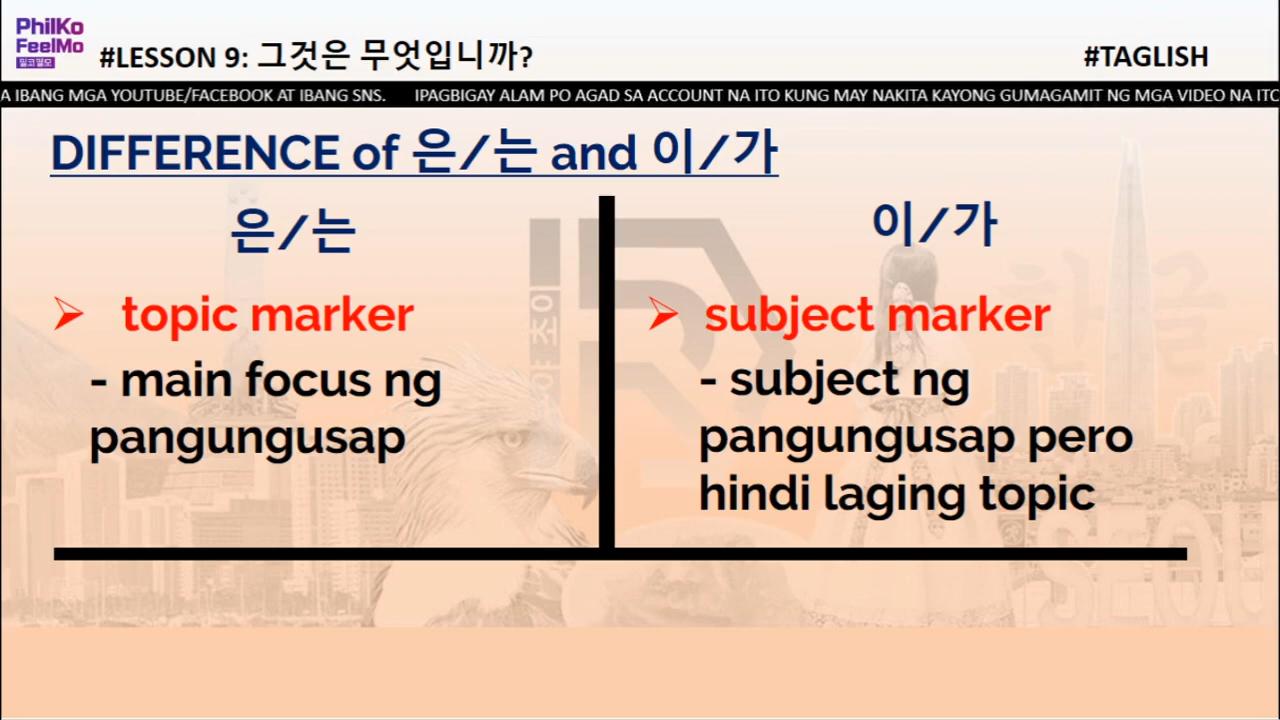 PhilKo
FeelMo
필코필모
#LESSON 9: 그것은 무엇입니까?
#TAGLISH
A IBANG MGA YOUTUBE/FACEBOOK AT IBANG SNS. IPAGBIGAY ALAM PO AGAD SA ACCOUNT NA ITO KUNG MAY NAKITA KAYONG GUMAGAMIT NG MGA VIDEO NA ITO
DIFFERENCE of 은/는 and 이/가
은/는
이/가
topic marker
subject marker
- main focus ng
pangungusap
- subject ng
pangungusap pero
hindi laging topic
한글
SEOUL